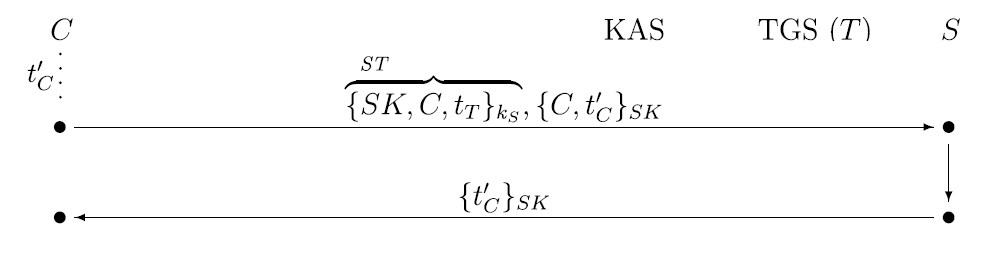 C KAS TGS (T) S
t′_C
ST
{SK, C, t_T}_{k_S}, {C, t′_C}_{SK}
{t′_C}_{SK}